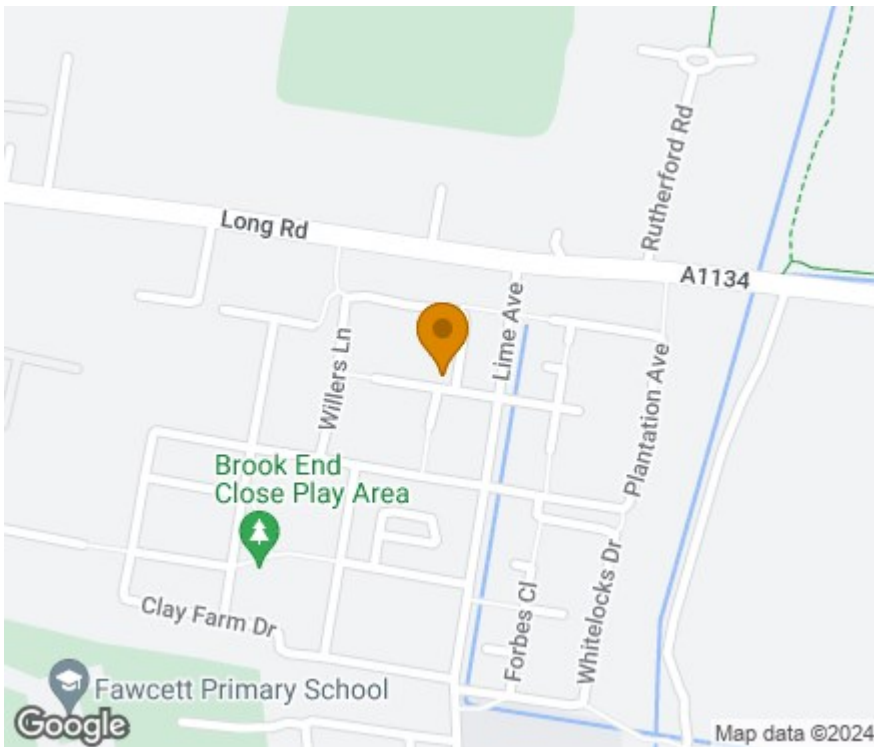 Rutherford Rd
Long Rd
A1134
Lime Ave
Willers Ln
Plantation Ave
Brook End
Close Play Area
Forbes Cl
Whitelocks Dr
Clay Farm Dr
Fawcett Primary School
Google
Map data ©2024